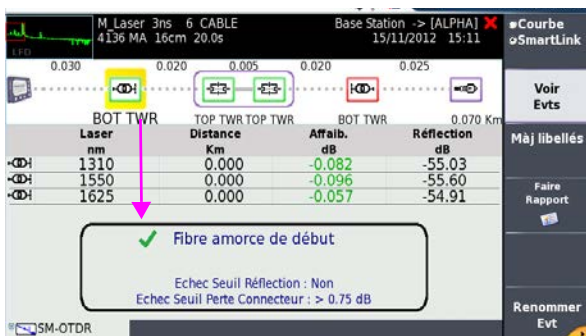 M_Laser 3ns 6 CABLE Base Station -> [ALPHA]
4136 MA 16cm 20.0s 15/11/2012 15:11
LFD
Courbe
SmartLink
0.030 0.020 0.005 0.020 0.025
BOT TWR TOP TWR TOP TWR BOT TWR 0.070 Km
Voir
Evts
Laser Distance Affaib. Réflection
nm Km dB dB
1310 0.000 -0.082 -55.03
1550 0.000 -0.096 -55.60
1625 0.000 -0.057 -54.91
Màj libellés
Faire
Rapport
Fibre amorce de début
Echec Seuil Réflection : Non
Echec Seuil Perte Connecteur : > 0.75 dB
Renommer
Evt
SM-OTDR